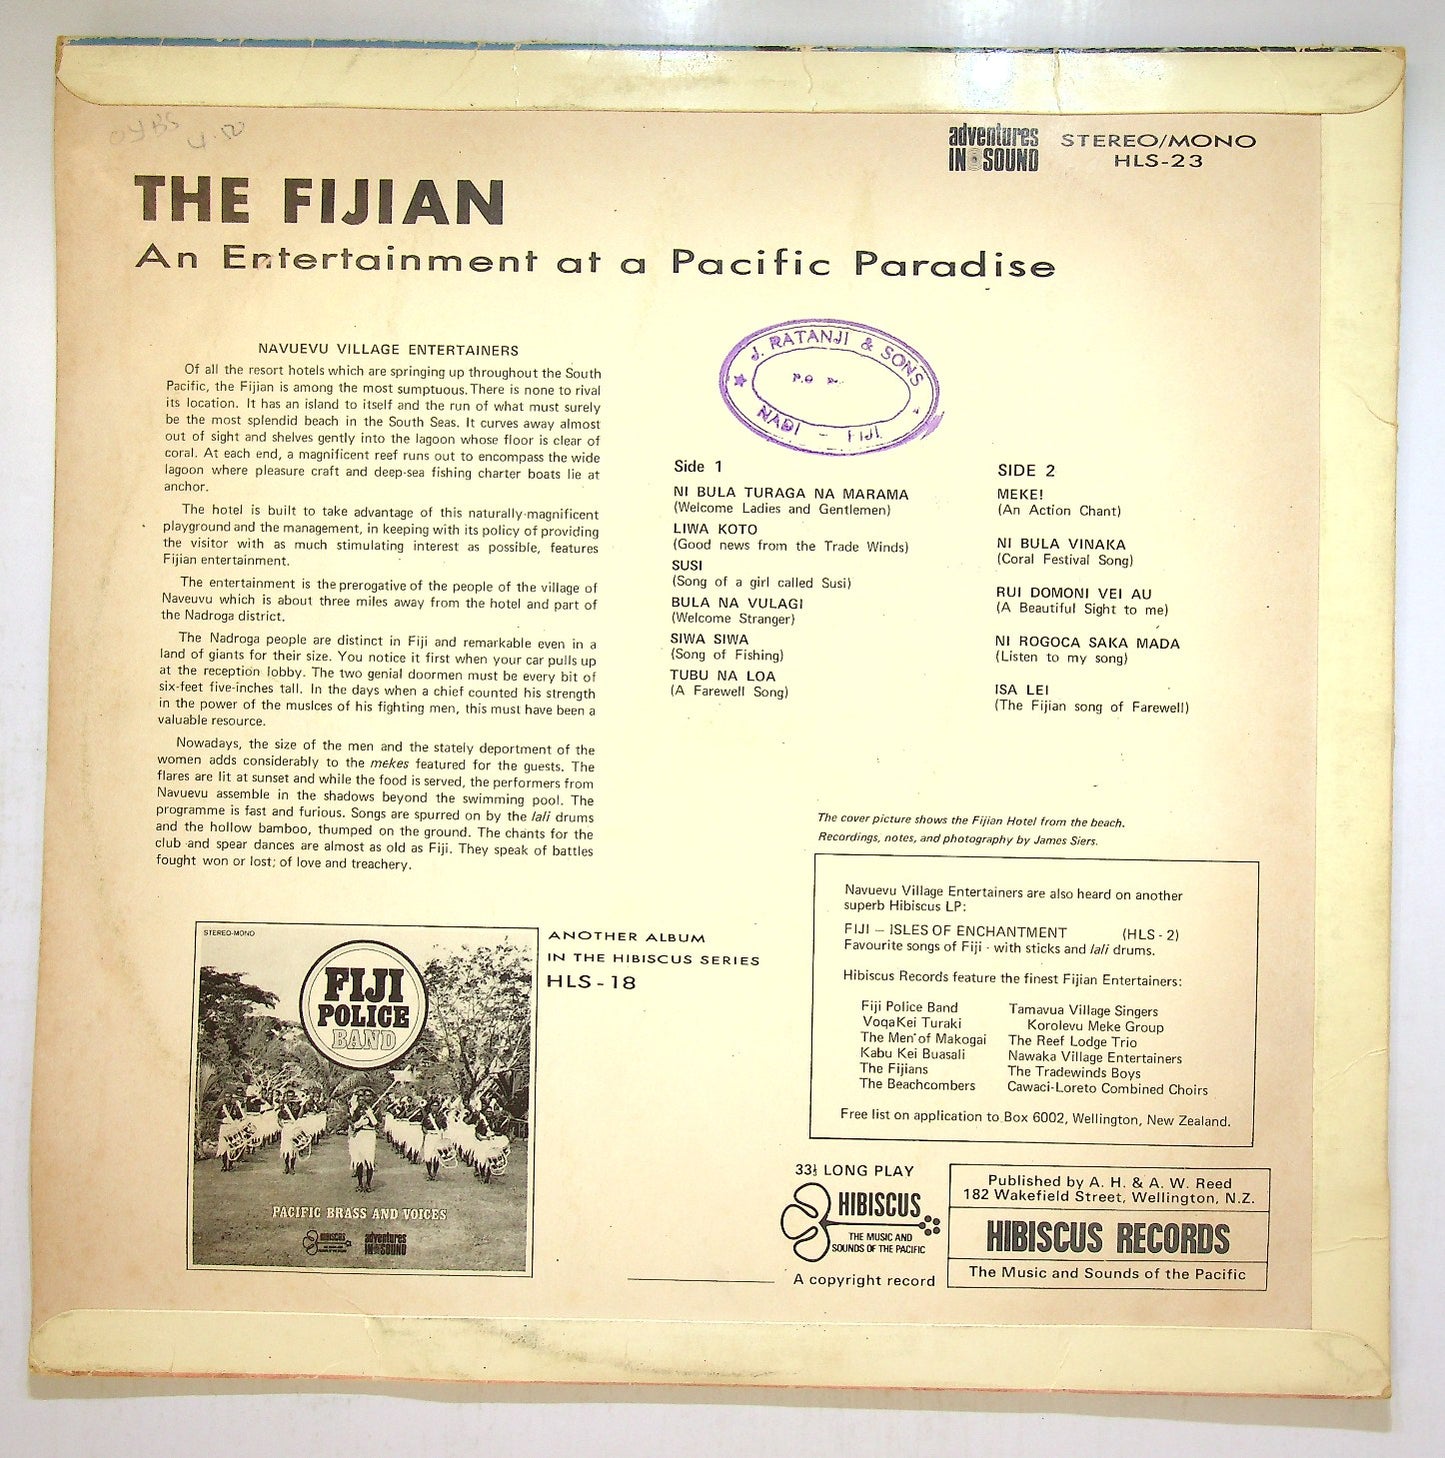 4.50
adventures
IN SOUND
STEREO/MONO
HLS-23
THE FIJIAN
An Entertainment at a Pacific Paradise
NAVUEVU VILLAGE ENTERTAINERS
Of all the resort hotels which are springing up throughout the South
Pacific, the Fijian is among the most sumptuous. There is none to rival
its location. It has an island to itself and the run of what must surely
be the most splendid beach in the South Seas. It curves away almost
out of sight and shelves gently into the lagoon whose floor is clear of
coral. At each end, a magnificent reef runs out to encompass the wide
lagoon where pleasure craft and deep-sea fishing charter boats lie at
anchor.
The hotel is built to take advantage of this naturally-magnificent
playground and the management, in keeping with its policy of providing
the visitor with as much stimulating interest as possible, features
Fijian entertainment.
The entertainment is the prerogative of the people of the village of
Naveuvu which is about three miles away from the hotel and part of
the Nadroga district.
The Nadroga people are distinct in Fiji and remarkable even in a
land of giants for their size. You notice it first when your car pulls up
at the reception lobby. The two genial doormen must be every bit of
six-feet five-inches tall. In the days when a chief counted his strength
in the power of the muslces of his fighting men, this must have been a
valuable resource.
Nowadays, the size of the men and the stately deportment of the
women adds considerably to the mekes featured for the guests. The
flares are lit at sunset and while the food is served, the performers from
Navuevu assemble in the shadows beyond the swimming pool. The
programme is fast and furious. Songs are spurred on by the lali drums
and the hollow bamboo, thumped on the ground. The chants for the
club and spear dances are almost as old as Fiji. They speak of battles
fought won or lost; of love and treachery.
J. RATANJI & SONS
P.O
NADI - FIJI
Side 1
NI BULA TURAGA NA MARAMA
(Welcome Ladies and Gentlemen)
LIWA KOTO
(Good news from the Trade Winds)
SUSI
(Song of a girl called Susi)
BULA NA VULAGI
(Welcome Stranger)
SIWA SIWA
(Song of Fishing)
TUBU NA LOA
(A Farewell Song)
SIDE 2
MEKE!
(An Action Chant)
NI BULA VINAKA
(Coral Festival Song)
RUI DOMONI VEI AU
(A Beautiful Sight to me)
NI ROGOCA SAKA MADA
(Listen to my song)
ISA LEI
(The Fijian song of Farewell)
The cover picture shows the Fijian Hotel from the beach.
Recordings, notes, and photography by James Siers.
Navuevu Village Entertainers are also heard on another
superb Hibiscus LP:
FIJI – ISLES OF ENCHANTMENT (HLS - 2)
Favourite songs of Fiji - with sticks and lali drums.
Hibiscus Records feature the finest Fijian Entertainers:
Fiji Police Band
VoqaKei Turaki
The Men of Makogai
Kabu Kei Buasali
The Fijians
The Beachcombers
Tamavua Village Singers
Korolevu Meke Group
The Reef Lodge Trio
Nawaka Village Entertainers
The Tradewinds Boys
Cawaci-Loreto Combined Choirs
Free list on application to Box 6002, Wellington, New Zealand.
STEREO-MONO
FIJI
POLICE
BAND
PACIFIC BRASS AND VOICES
HIBISCUS
adventures
IN SOUND
ANOTHER ALBUM
IN THE HIBISCUS SERIES
HLS - 18
33⅓ LONG PLAY
HIBISCUS
THE MUSIC AND
SOUNDS OF THE PACIFIC
A copyright record
Published by A. H. & A. W. Reed
182 Wakefield Street, Wellington, N.Z.
HIBISCUS RECORDS
The Music and Sounds of the Pacific